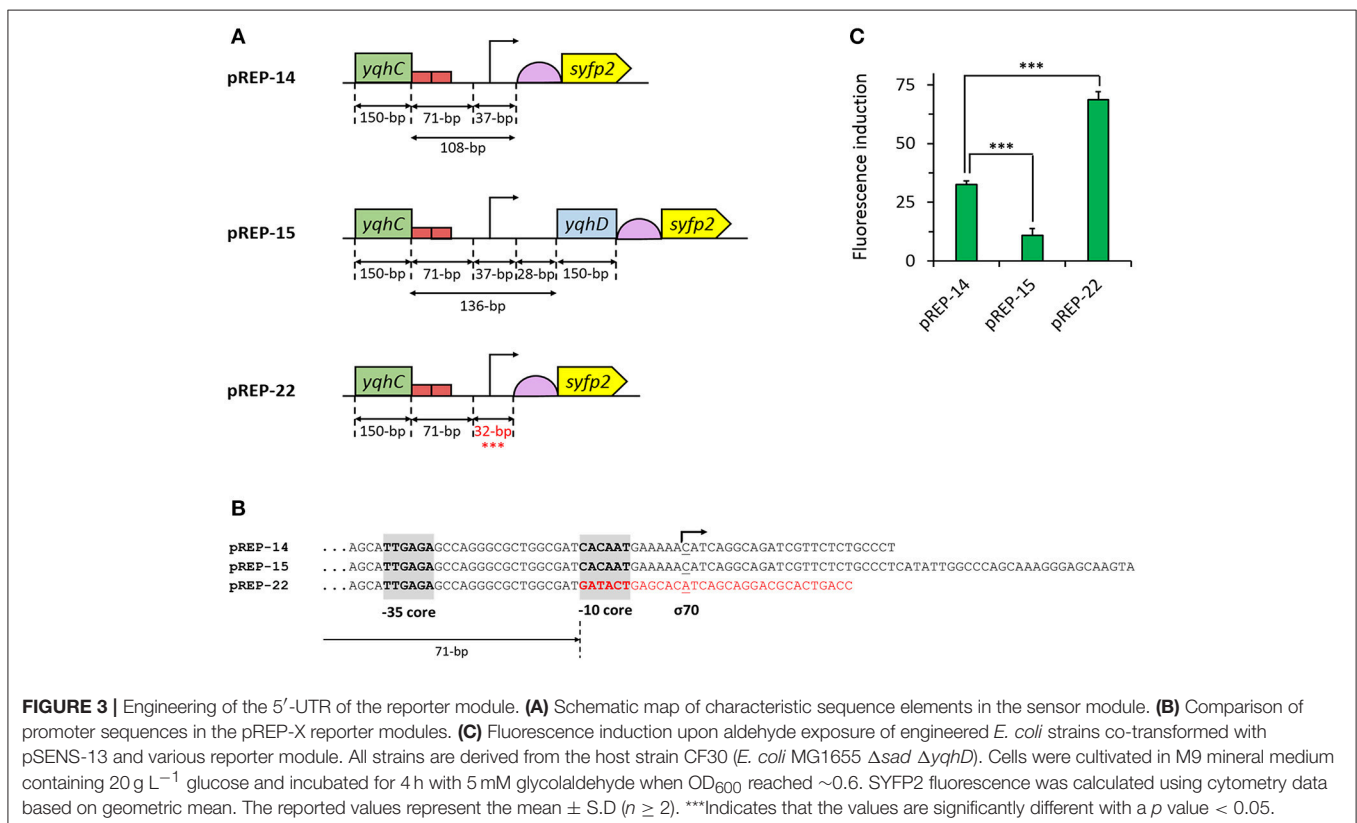 A
pREP-14
yqhC
syfp2
150-bp
71-bp
37-bp
108-bp
pREP-15
yqhC
yqhD
syfp2
150-bp
71-bp
37-bp
28-bp
150-bp
136-bp
pREP-22
yqhC
syfp2
150-bp
71-bp
32-bp
***
C
Fluorescence induction
75
50
25
0
***
***
pREP-14
pREP-15
pREP-22
B
pREP-14 ...AGCATTGAGAGCCAGGGCGCTGGCGATCACAATGAAAAACATCAGGCAGATCGTTCTCTGCCCT
pREP-15 ...AGCATTGAGAGCCAGGGCGCTGGCGATCACAATGAAAAACATCAGGCAGATCGTTCTCTGCCCTCATATTGGCCCAGCAAAGGGAGCAAGTA
pREP-22 ...AGCATTGAGAGCCAGGGCGCTGGCGATGATACTGAGCACATCAGCAGGACGCACTGACC
-35 core
-10 core
σ70
71-bp
FIGURE 3 | Engineering of the 5′-UTR of the reporter module. (A) Schematic map of characteristic sequence elements in the sensor module. (B) Comparison of
promoter sequences in the pREP-X reporter modules. (C) Fluorescence induction upon aldehyde exposure of engineered E. coli strains co-transformed with
pSENS-13 and various reporter module. All strains are derived from the host strain CF30 (E. coli MG1655 Δsad ΔyqhD). Cells were cultivated in M9 mineral medium
containing 20 g L⁻¹ glucose and incubated for 4 h with 5 mM glycolaldehyde when OD₆₀₀ reached ~0.6. SYFP2 fluorescence was calculated using cytometry data
based on geometric mean. The reported values represent the mean ± S.D (n ≥ 2). ***Indicates that the values are significantly different with a p value < 0.05.